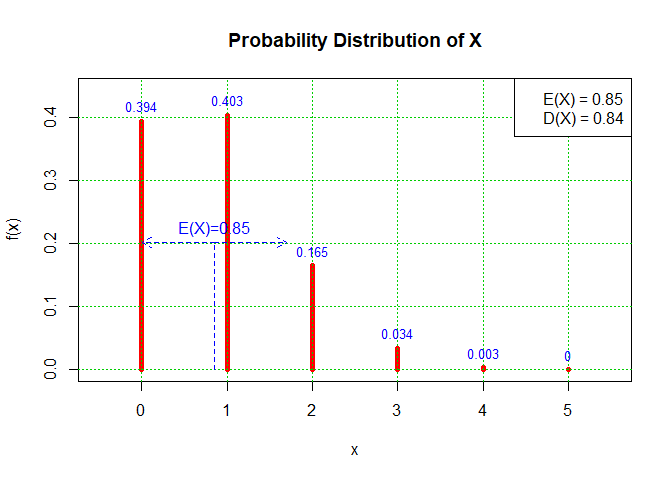 Probability Distribution of X
E(X) = 0.85
D(X) = 0.84
0.394
0.403
0.165
0.034
0.003
0
E(X)=0.85
f(x)
0.4
0.3
0.2
0.1
0.0
0 1 2 3 4 5
x